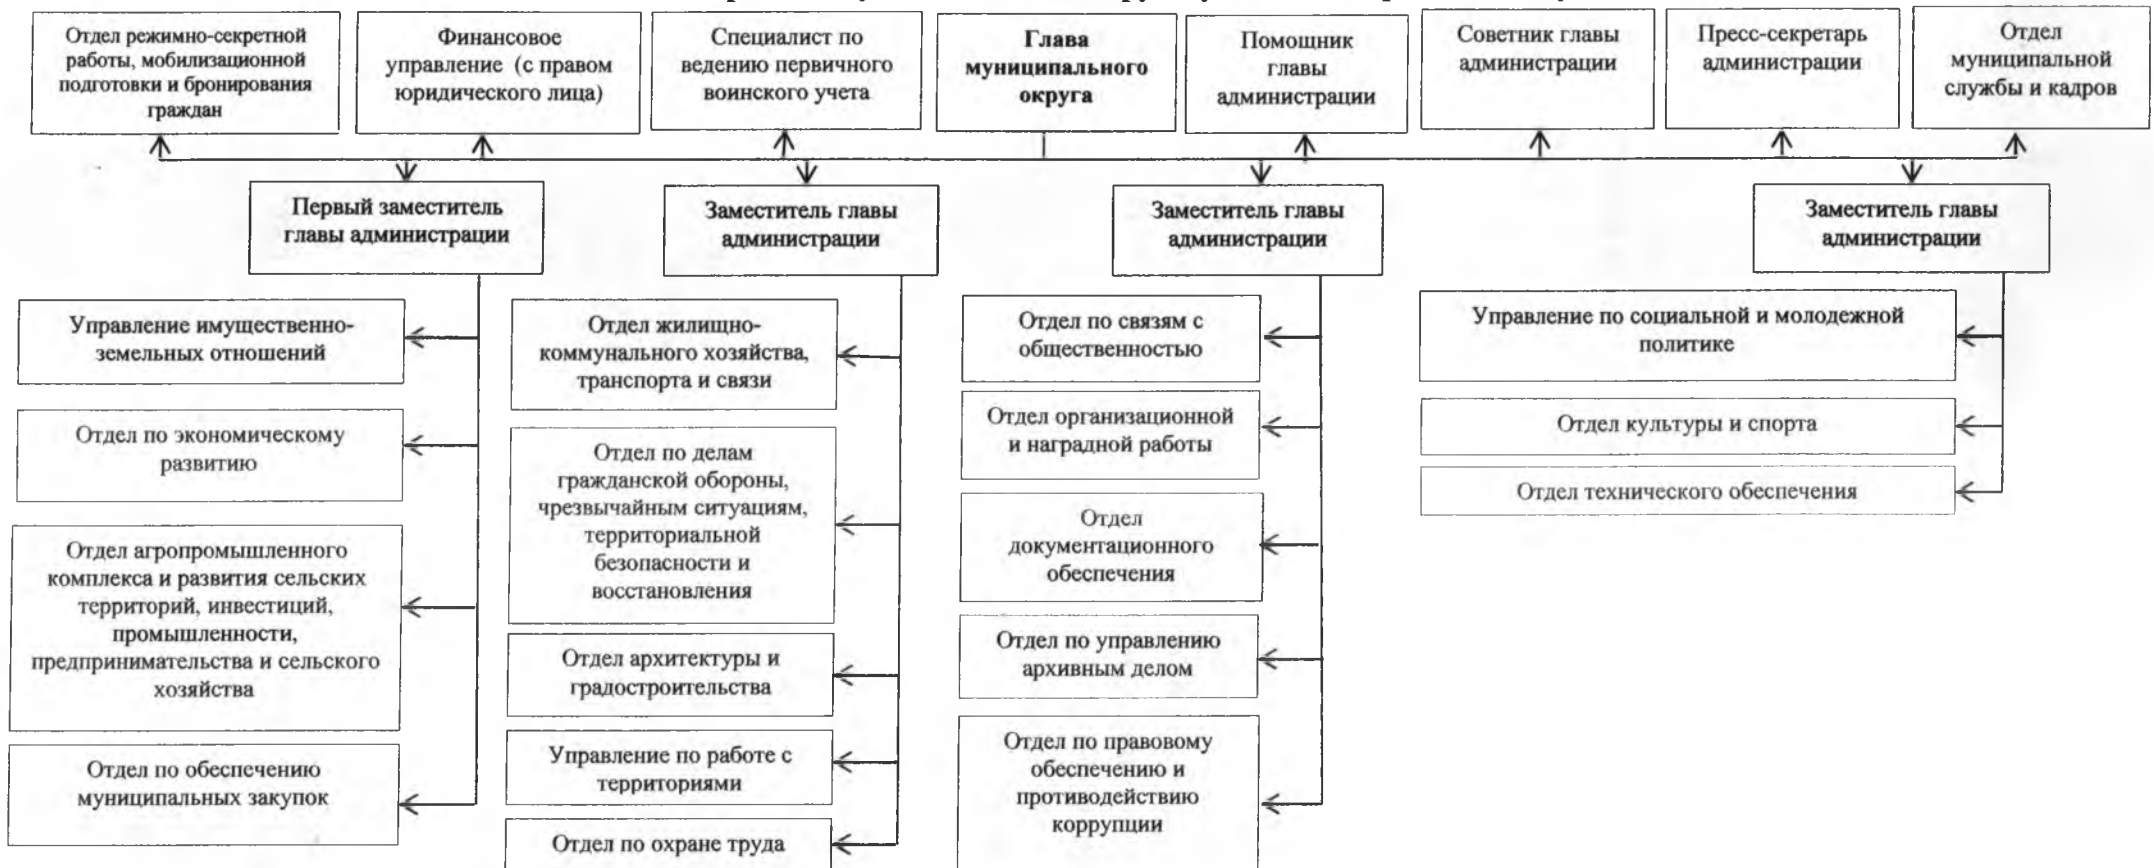 Отдел режимно-секретной
работы, мобилизационной
подготовки и бронирования
граждан
Финансовое
управление (с правом
юридического лица)
Специалист по
ведению первичного
воинского учета
Глава
муниципального
округа
Помощник
главы
администрации
Советник главы
администрации
Пресс-секретарь
администрации
Отдел
муниципальной
службы и кадров
Первый заместитель
главы администрации
Заместитель главы
администрации
Заместитель главы
администрации
Заместитель главы
администрации
Управление имущественно-
земельных отношений
Отдел по экономическому
развитию
Отдел агропромышленного
комплекса и развития сельских
территорий, инвестиций,
промышленности,
предпринимательства и сельского
хозяйства
Отдел по обеспечению
муниципальных закупок
Отдел жилищно-
коммунального хозяйства,
транспорта и связи
Отдел по делам
гражданской обороны,
чрезвычайным ситуациям,
территориальной
безопасности и
восстановления
Отдел архитектуры и
градостроительства
Управление по работе с
территориями
Отдел по охране труда
Отдел по связям с
общественностью
Отдел организационной
и наградной работы
Отдел
документационного
обеспечения
Отдел по управлению
архивным делом
Отдел по правовому
обеспечению и
противодействию
коррупции
Управление по социальной и молодежной
политике
Отдел культуры и спорта
Отдел технического обеспечения